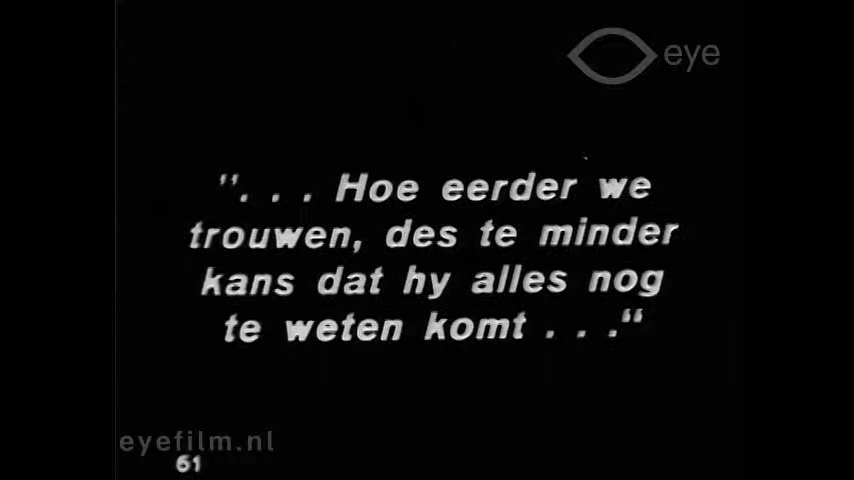 eye
". . . Hoe eerder we
trouwen, des te minder
kans dat hy alles nog
te weten komt . . ."
eyefilm.nl
61